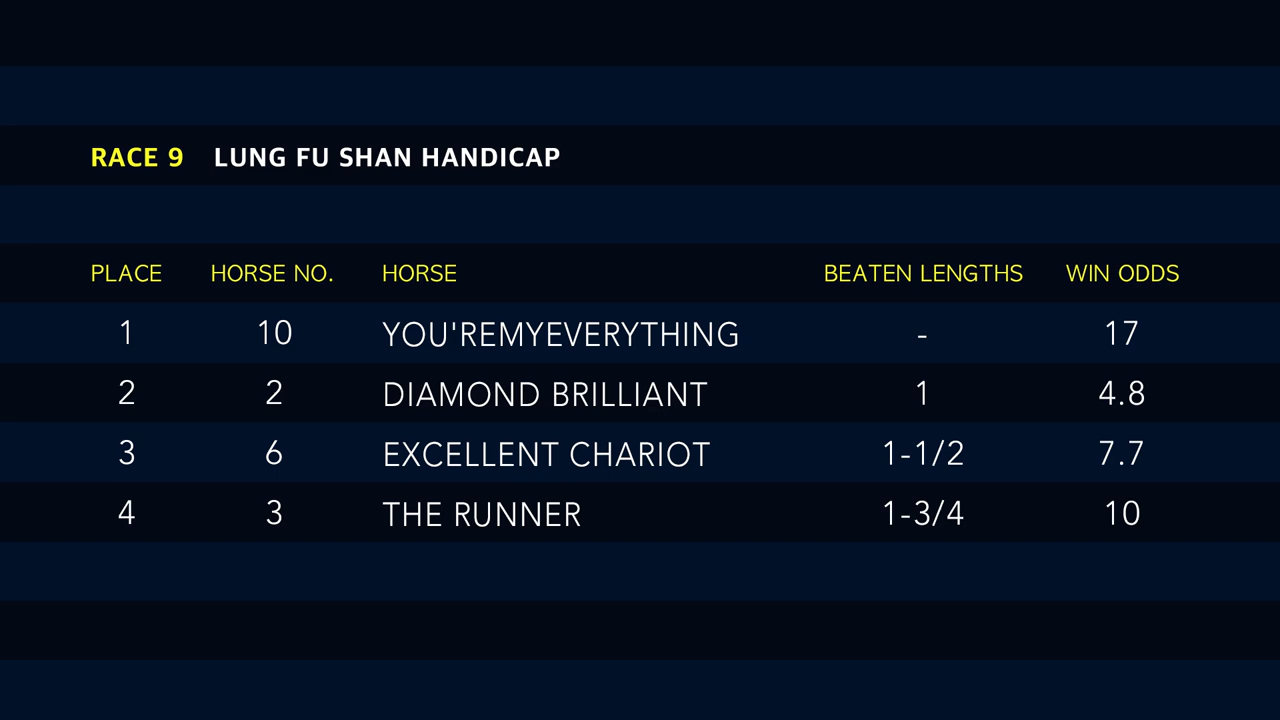 RACE 9 LUNG FU SHAN HANDICAP
PLACE HORSE NO. HORSE BEATEN LENGTHS WIN ODDS
1 10 YOU'REMYEVERYTHING - 17
2 2 DIAMOND BRILLIANT 1 4.8
3 6 EXCELLENT CHARIOT 1-1/2 7.7
4 3 THE RUNNER 1-3/4 10